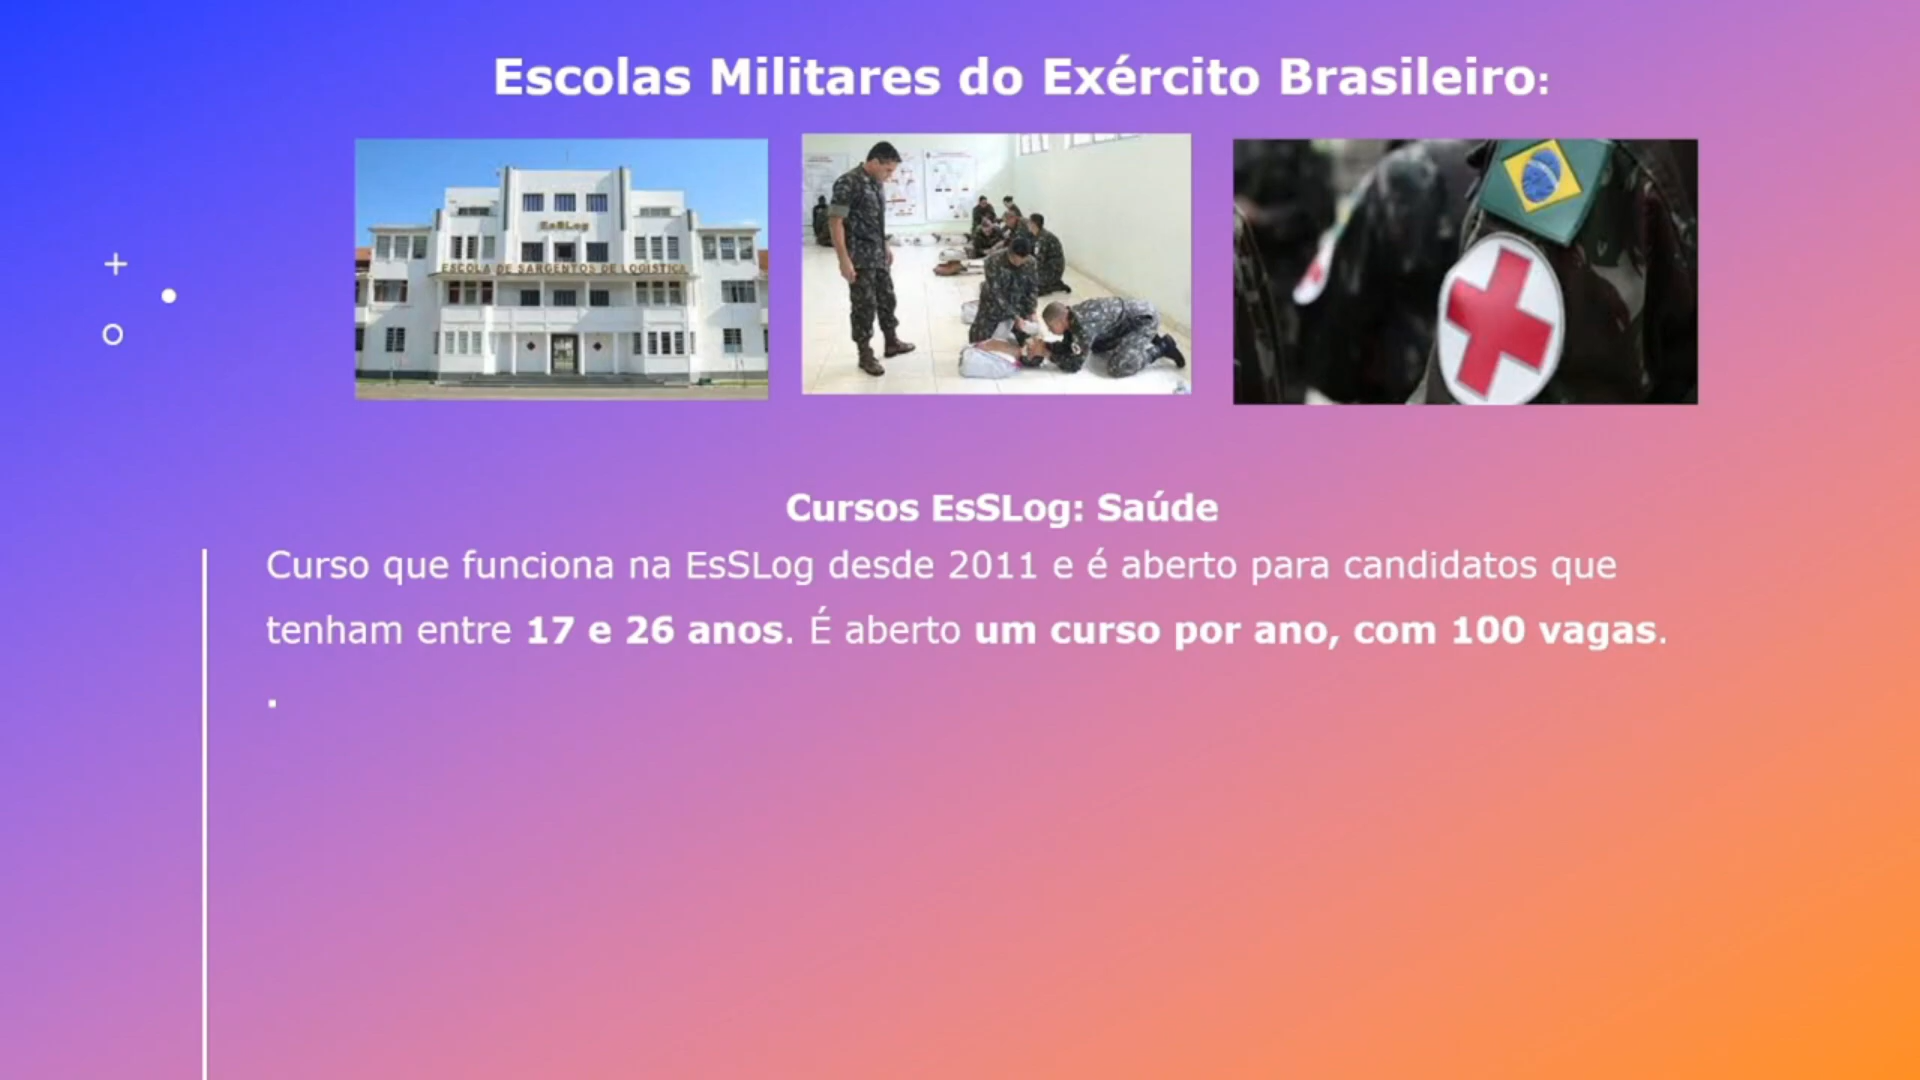 Escolas Militares do Exército Brasileiro:
EsSLog
ESCOLA DE SARGENTOS DE LOGÍSTICA
Cursos EsSLog: Saúde
Curso que funciona na EsSLog desde 2011 e é aberto para candidatos que
tenham entre 17 e 26 anos. É aberto um curso por ano, com 100 vagas.
.